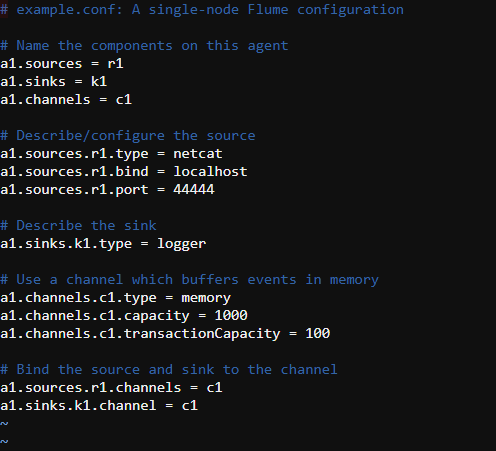 # example.conf: A single-node Flume configuration
# Name the components on this agent
a1.sources = r1
a1.sinks = k1
a1.channels = c1
# Describe/configure the source
a1.sources.r1.type = netcat
a1.sources.r1.bind = localhost
a1.sources.r1.port = 44444
# Describe the sink
a1.sinks.k1.type = logger
# Use a channel which buffers events in memory
a1.channels.c1.type = memory
a1.channels.c1.capacity = 1000
a1.channels.c1.transactionCapacity = 100
# Bind the source and sink to the channel
a1.sources.r1.channels = c1
a1.sinks.k1.channel = c1
~
~